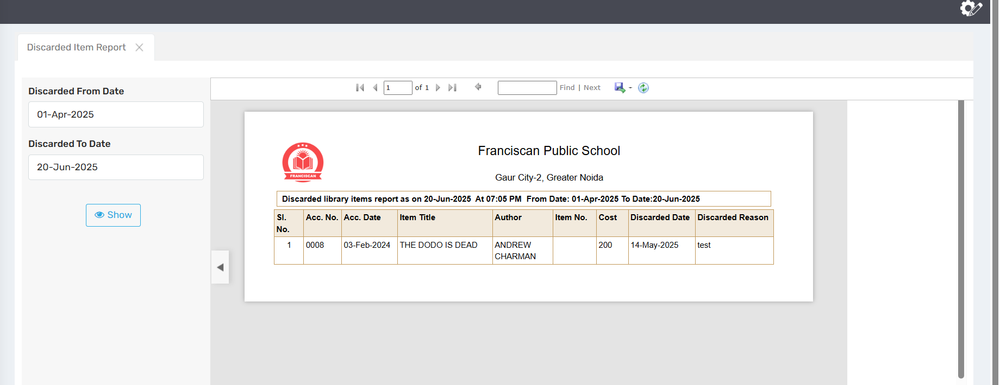 Discarded Item Report
Discarded From Date
01-Apr-2025
Discarded To Date
20-Jun-2025
Show
1 of 1 Find | Next
FRANCISCAN
Franciscan Public School
Gaur City-2, Greater Noida
Discarded library items report as on 20-Jun-2025 At 07:05 PM From Date: 01-Apr-2025 To Date:20-Jun-2025
Sl. No. Acc. No. Acc. Date Item Title Author Item No. Cost Discarded Date Discarded Reason
1 0008 03-Feb-2024 THE DODO IS DEAD ANDREW CHARMAN 200 14-May-2025 test